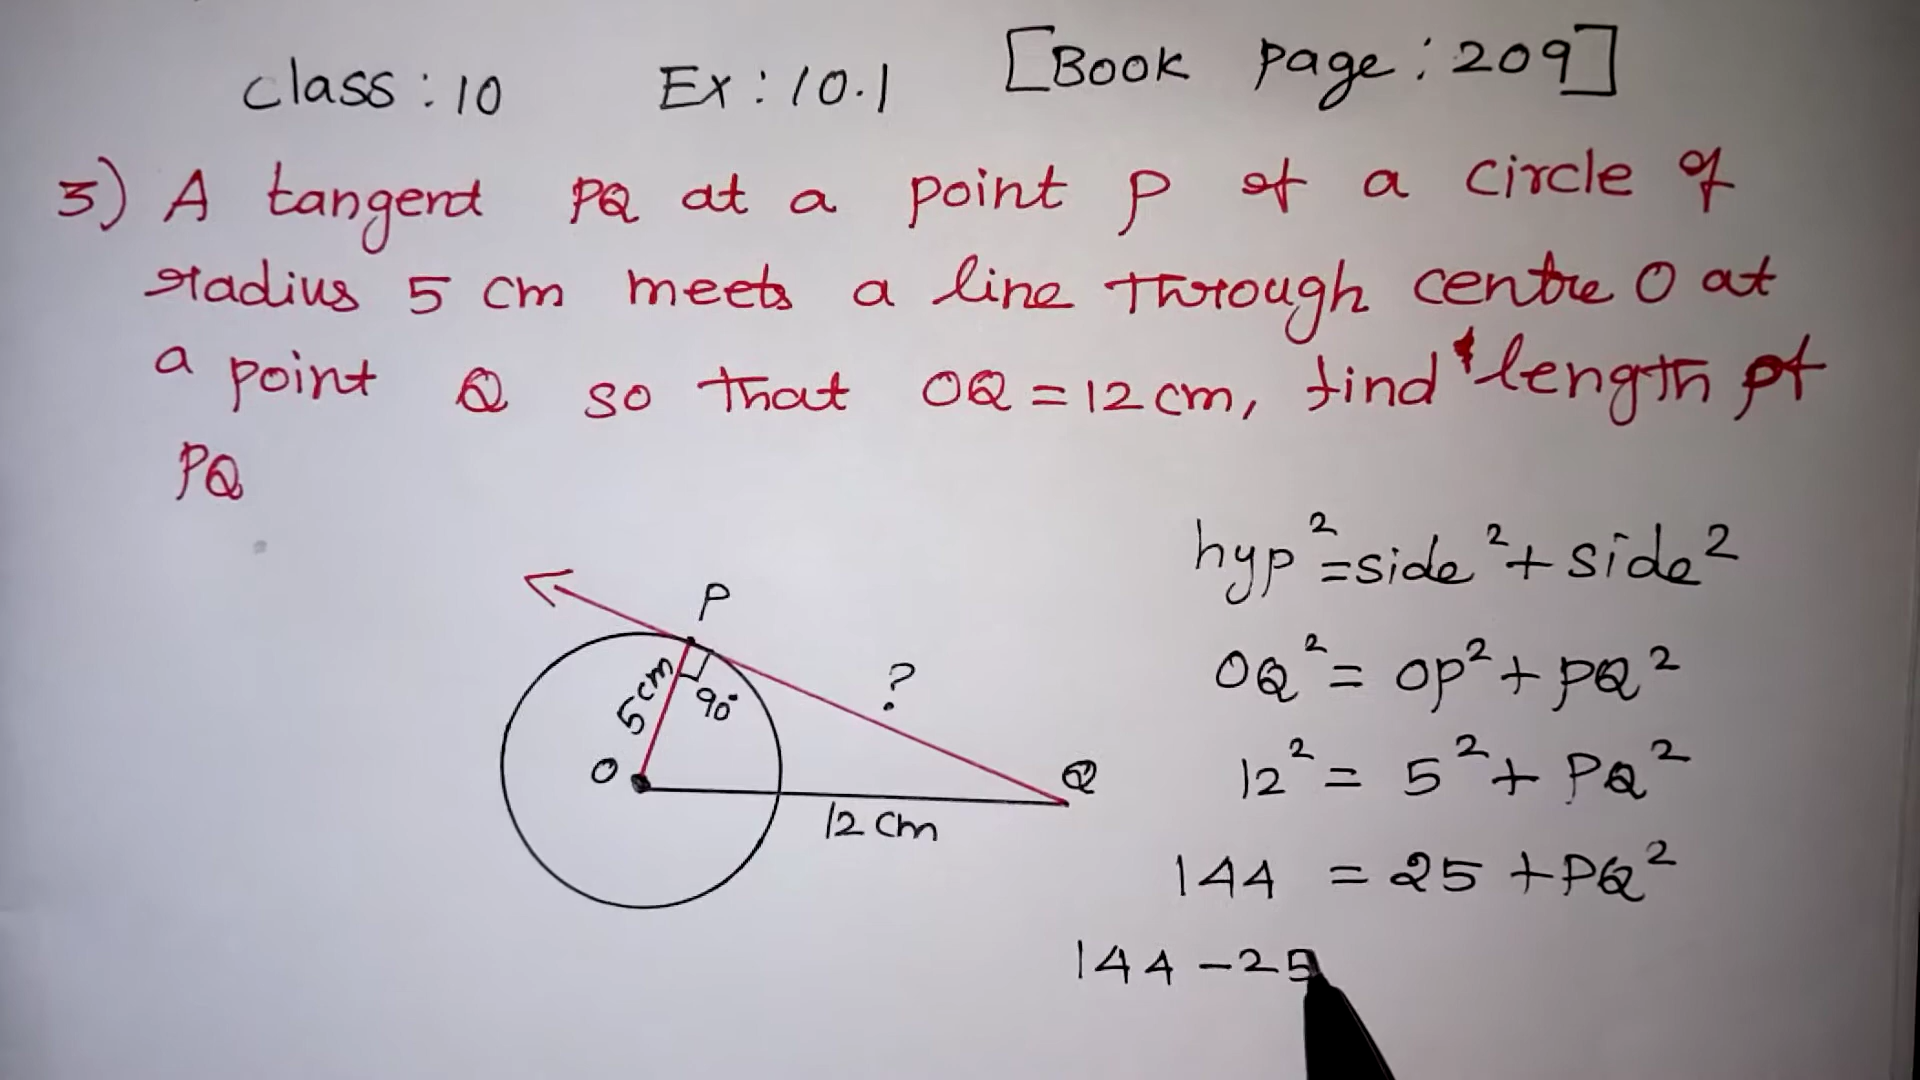 class : 10 Ex : 10.1 [Book page : 209]
3) A tangent PQ at a point P of a circle of
radius 5 cm meets a line through centre O at
a point Q so that OQ = 12 cm, find length of
PQ
hyp² = side² + side²
P
OQ² = OP² + PQ²
?
5 cm
90°
12² = 5² + PQ²
O
Q
12 cm
144 = 25 + PQ²
144 - 25